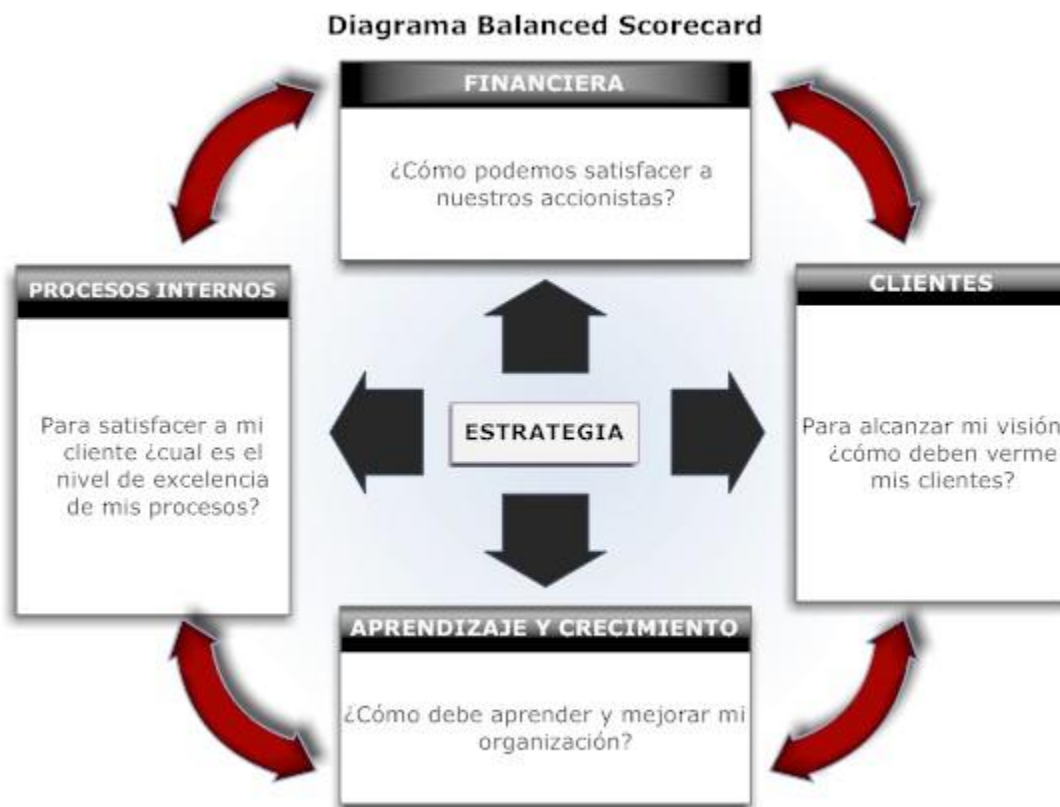 Diagrama Balanced Scorecard
FINANCIERA
¿Cómo podemos satisfacer a
nuestros accionistas?
PROCESOS INTERNOS
Para satisfacer a mi
cliente ¿cual es el
nivel de excelencia
de mis procesos?
ESTRATEGIA
CLIENTES
Para alcanzar mi visión
¿cómo deben verme
mis clientes?
APRENDIZAJE Y CRECIMIENTO
¿Cómo debe aprender y mejorar mi
organización?